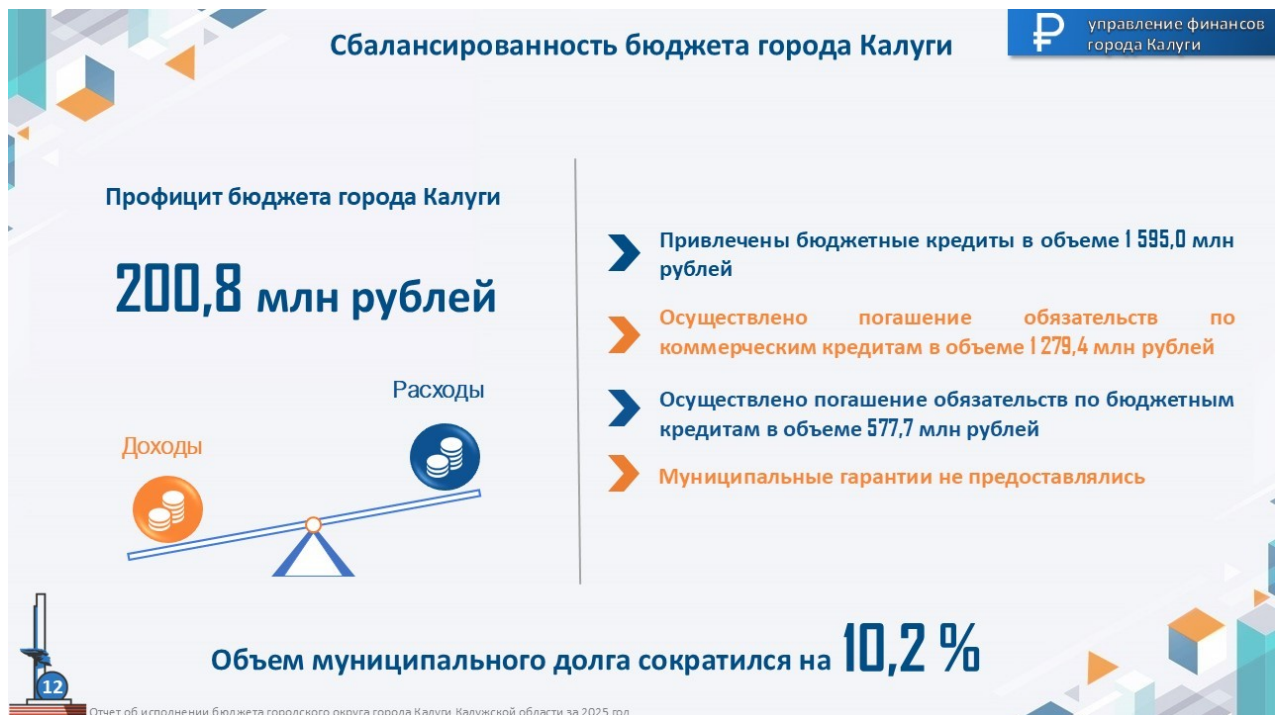 Сбалансированность бюджета города Калуги
управление финансов
города Калуги
Профицит бюджета города Калуги
200,8 млн рублей
Расходы
Доходы
Привлечены бюджетные кредиты в объеме 1 595,0 млн
рублей
Осуществлено погашение обязательств по
коммерческим кредитам в объеме 1 279,4 млн рублей
Осуществлено погашение обязательств по бюджетным
кредитам в объеме 577,7 млн рублей
Муниципальные гарантии не предоставлялись
Объем муниципального долга сократился на 10,2 %
12
Отчет об исполнении бюджета городского округа города Калуги Калужской области за 2025 год